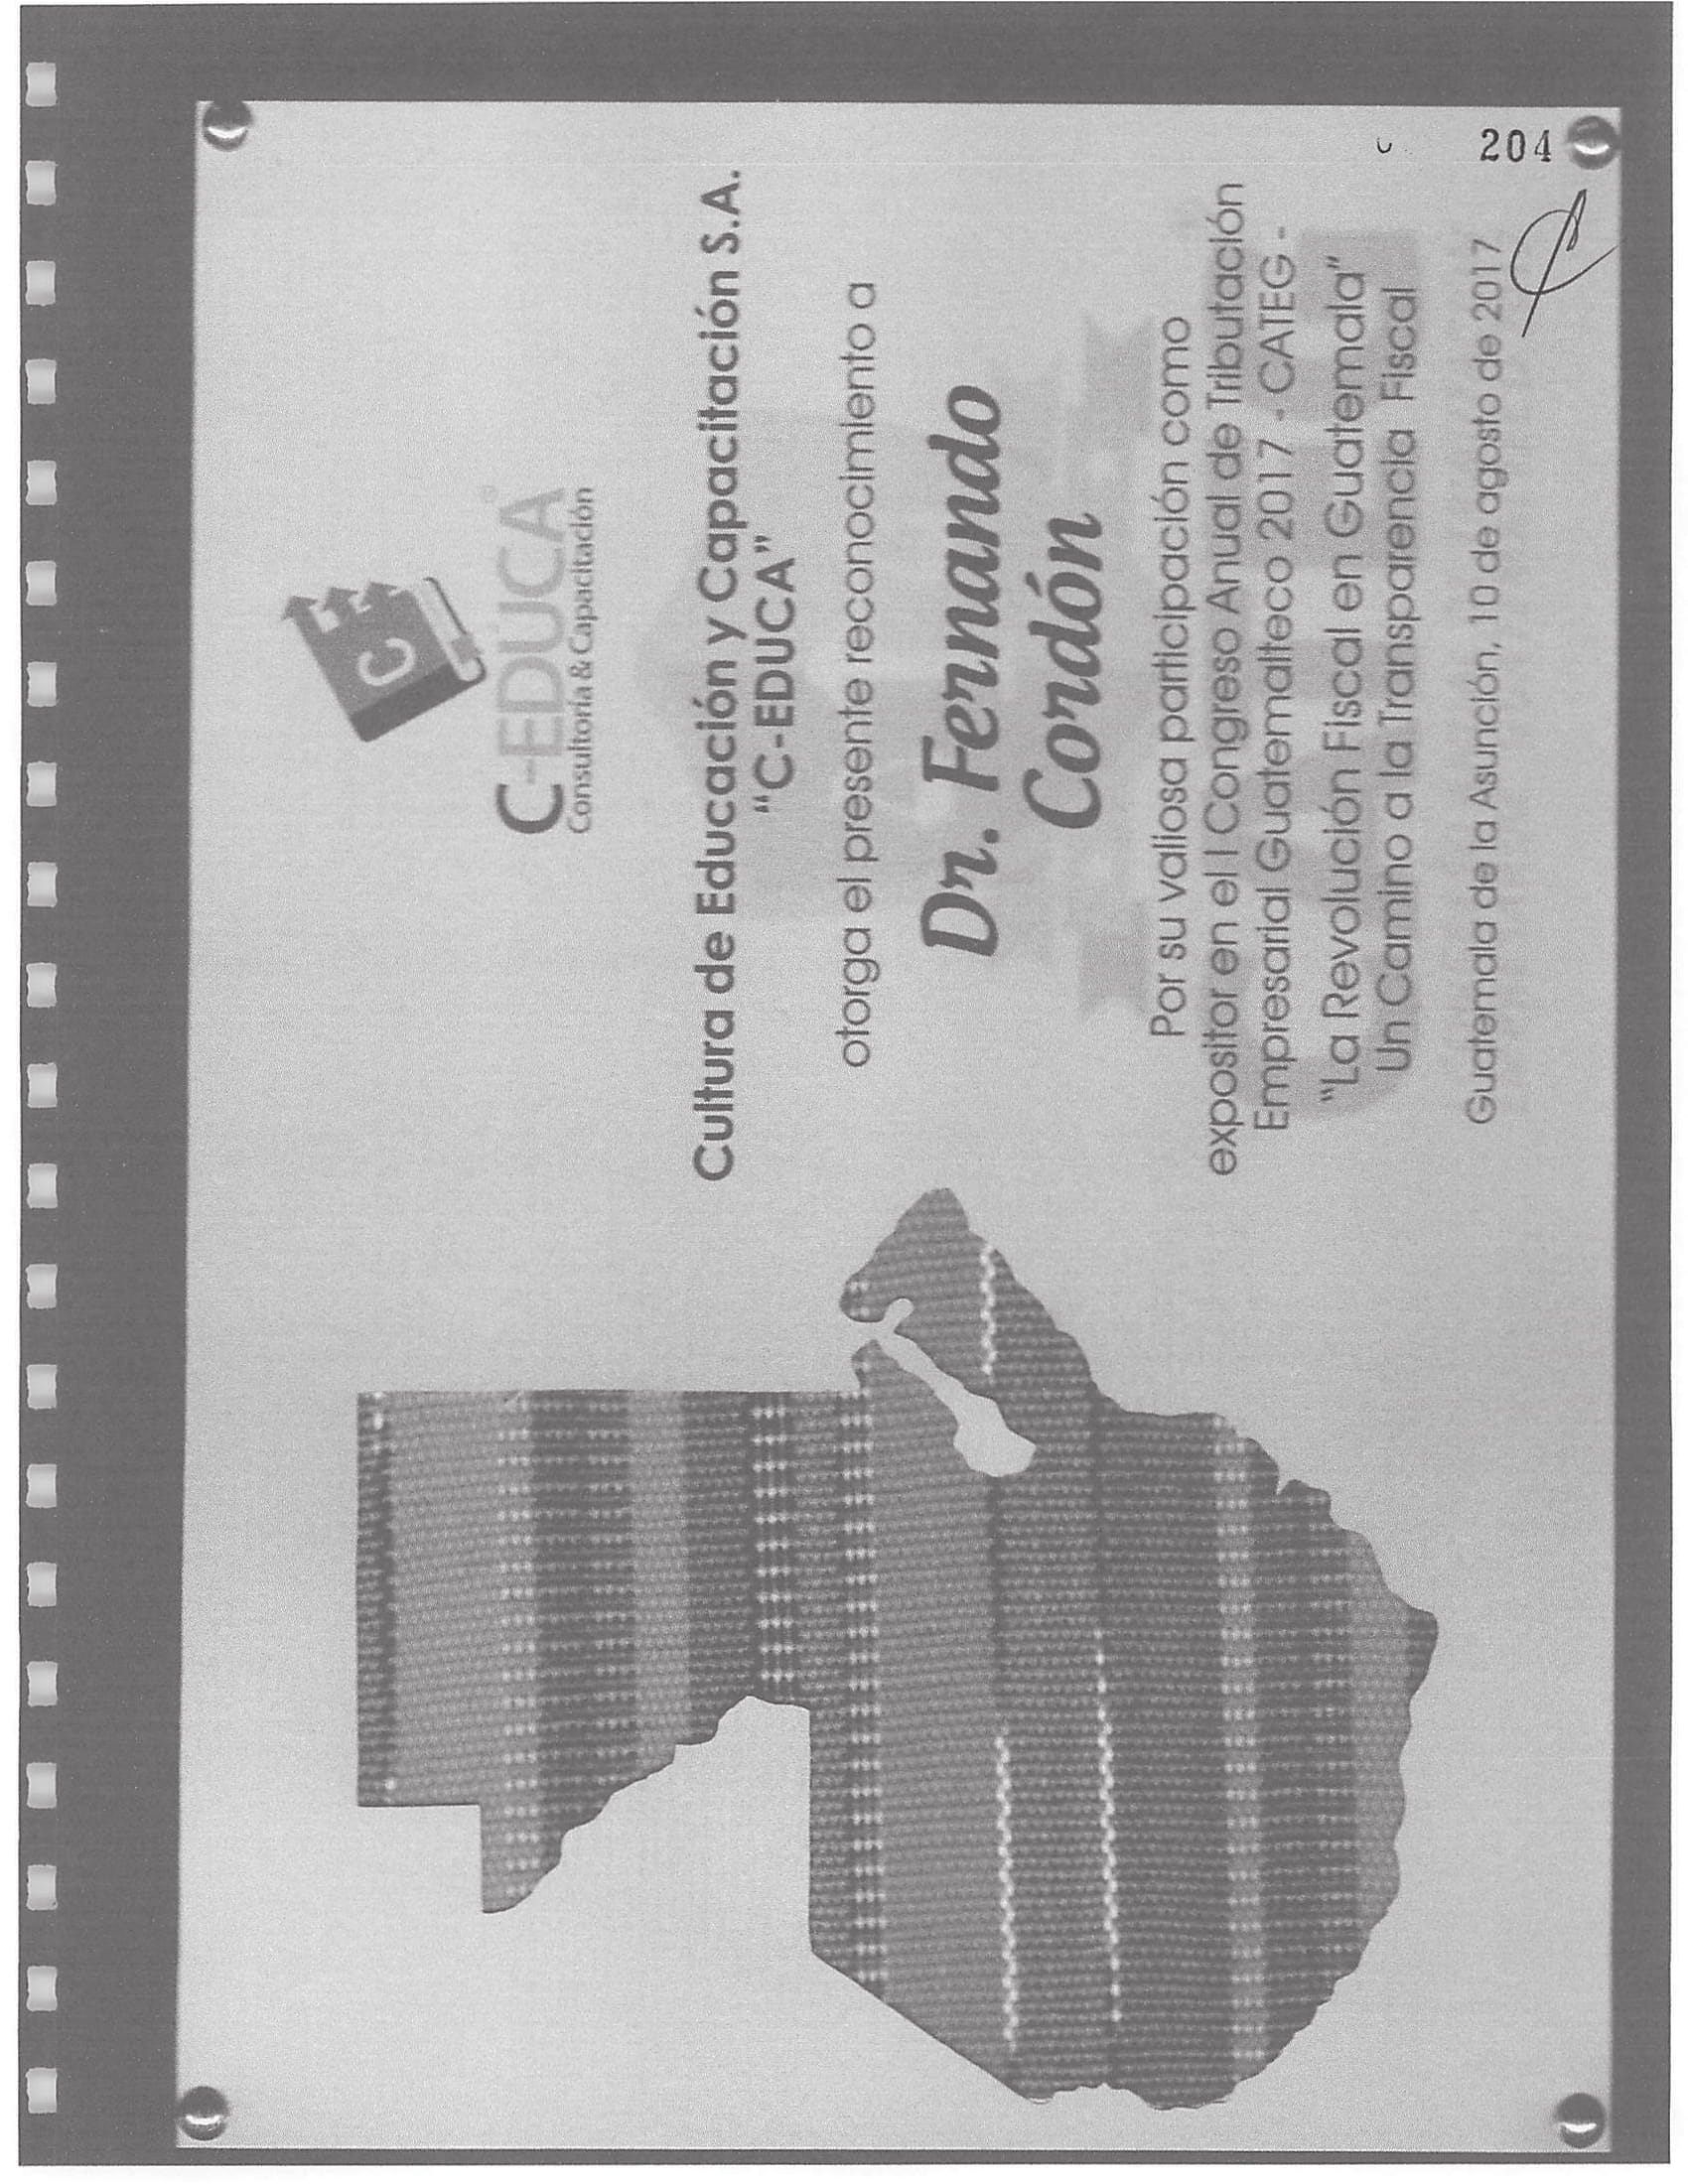 204
C
C-EDUCA®
Consultoría & Capacitación
Cultura de Educación y Capacitación S.A.
“C-EDUCA”
otorga el presente reconocimiento a
Dr. Fernando
Cordón
Por su valiosa participación como
expositor en el I Congreso Anual de Tributación
Empresarial Guatemalteco 2017 - CATEG -
“La Revolución Fiscal en Guatemala”
Un Camino a la Transparencia Fiscal
Guatemala de la Asunción, 10 de agosto de 2017